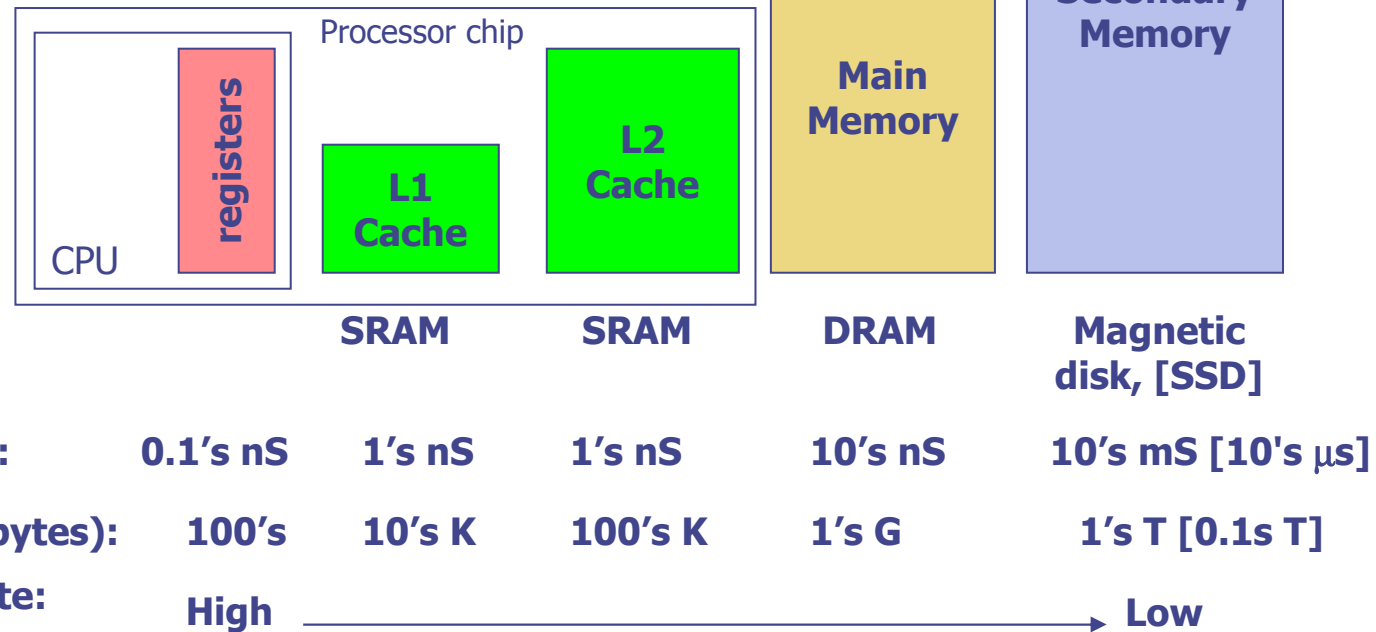 Secondary
Memory
Processor chip
Main
Memory
registers
L2
Cache
L1
Cache
CPU
SRAM SRAM DRAM Magnetic
disk, [SSD]
: 0.1’s nS 1’s nS 1’s nS 10’s nS 10’s mS [10's μs]
bytes): 100’s 10’s K 100’s K 1’s G 1’s T [0.1s T]
te: High Low